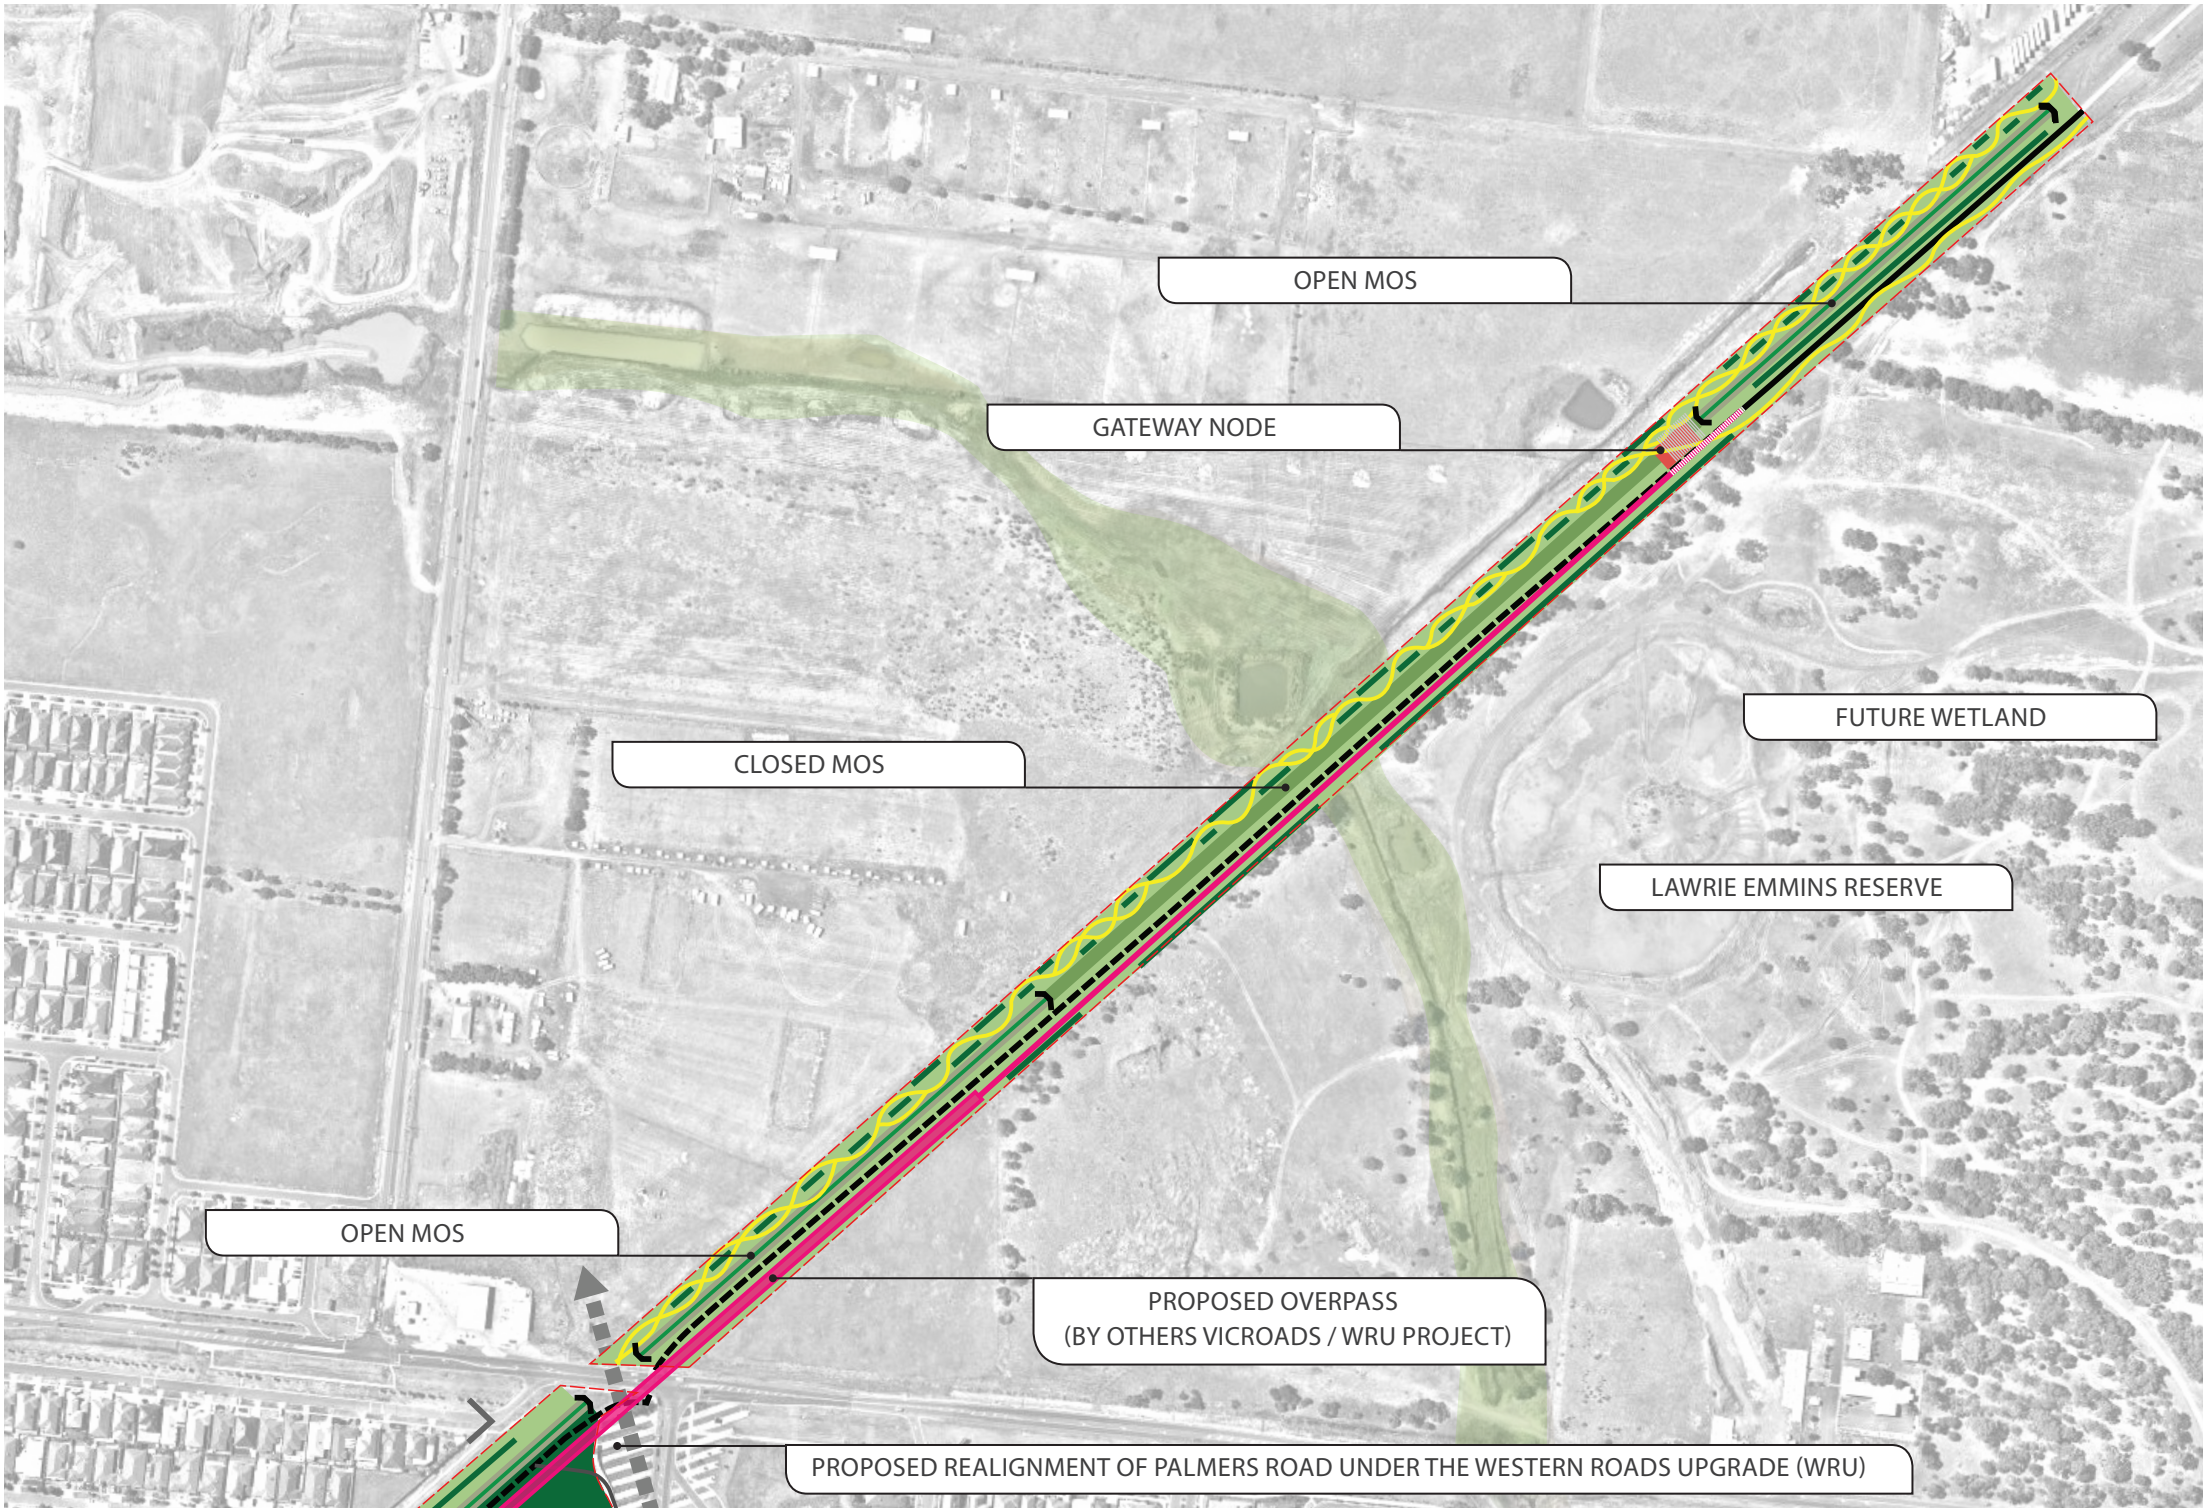 OPEN MOS
GATEWAY NODE
FUTURE WETLAND
CLOSED MOS
LAWRIE EMMINS RESERVE
OPEN MOS
PROPOSED OVERPASS
(BY OTHERS VICROADS / WRU PROJECT)
PROPOSED REALIGNMENT OF PALMERS ROAD UNDER THE WESTERN ROADS UPGRADE (WRU)